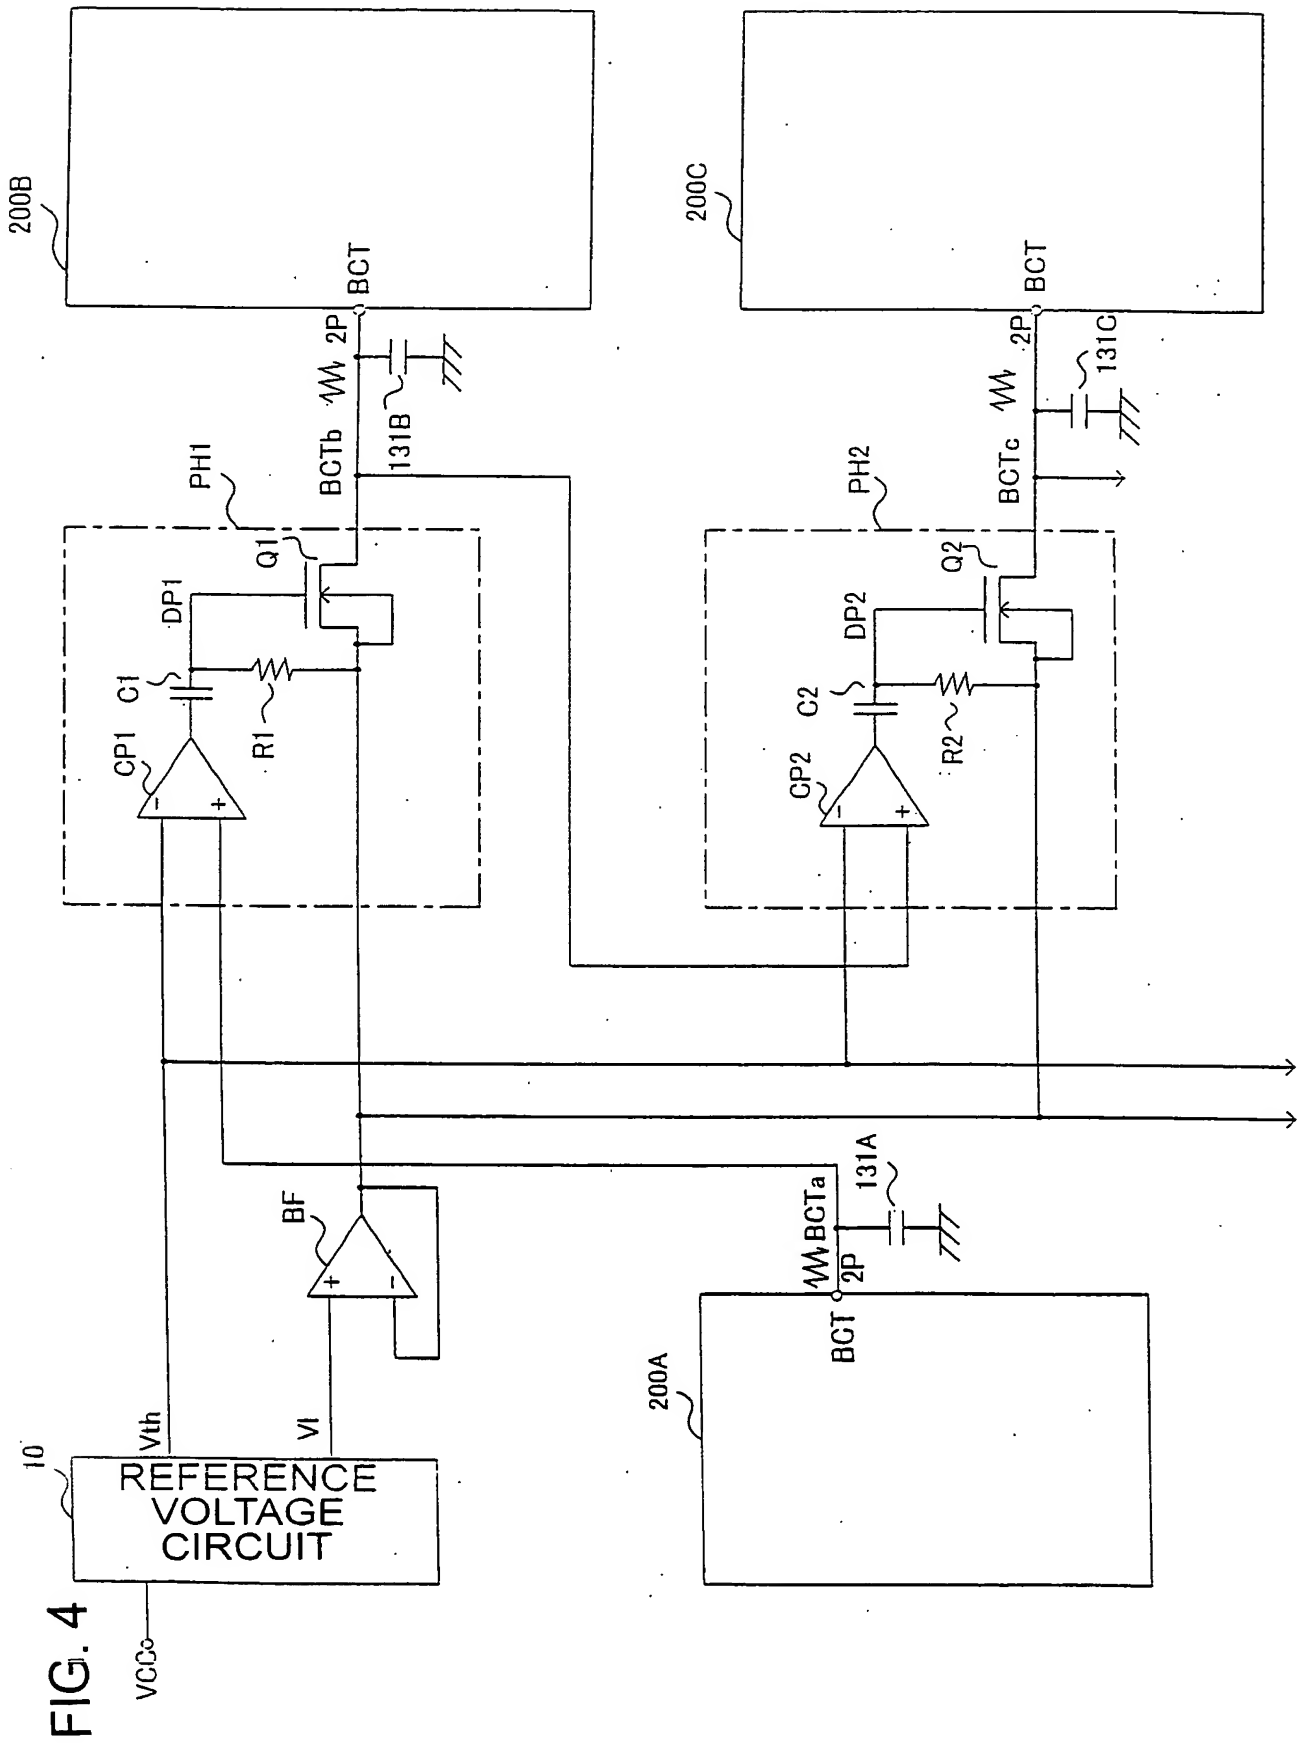 FIG. 4
VCC
10
REFERENCE
VOLTAGE
CIRCUIT
Vth
VI
BF
+
-
CP1
-
+
C1
R1
DP1
Q1
PH1
BCTb
131B
2P
BCT
200B
200A
BCT
2P
BCTa
131A
CP2
-
+
C2
R2
DP2
Q2
PH2
BCTc
131C
2P
BCT
200C